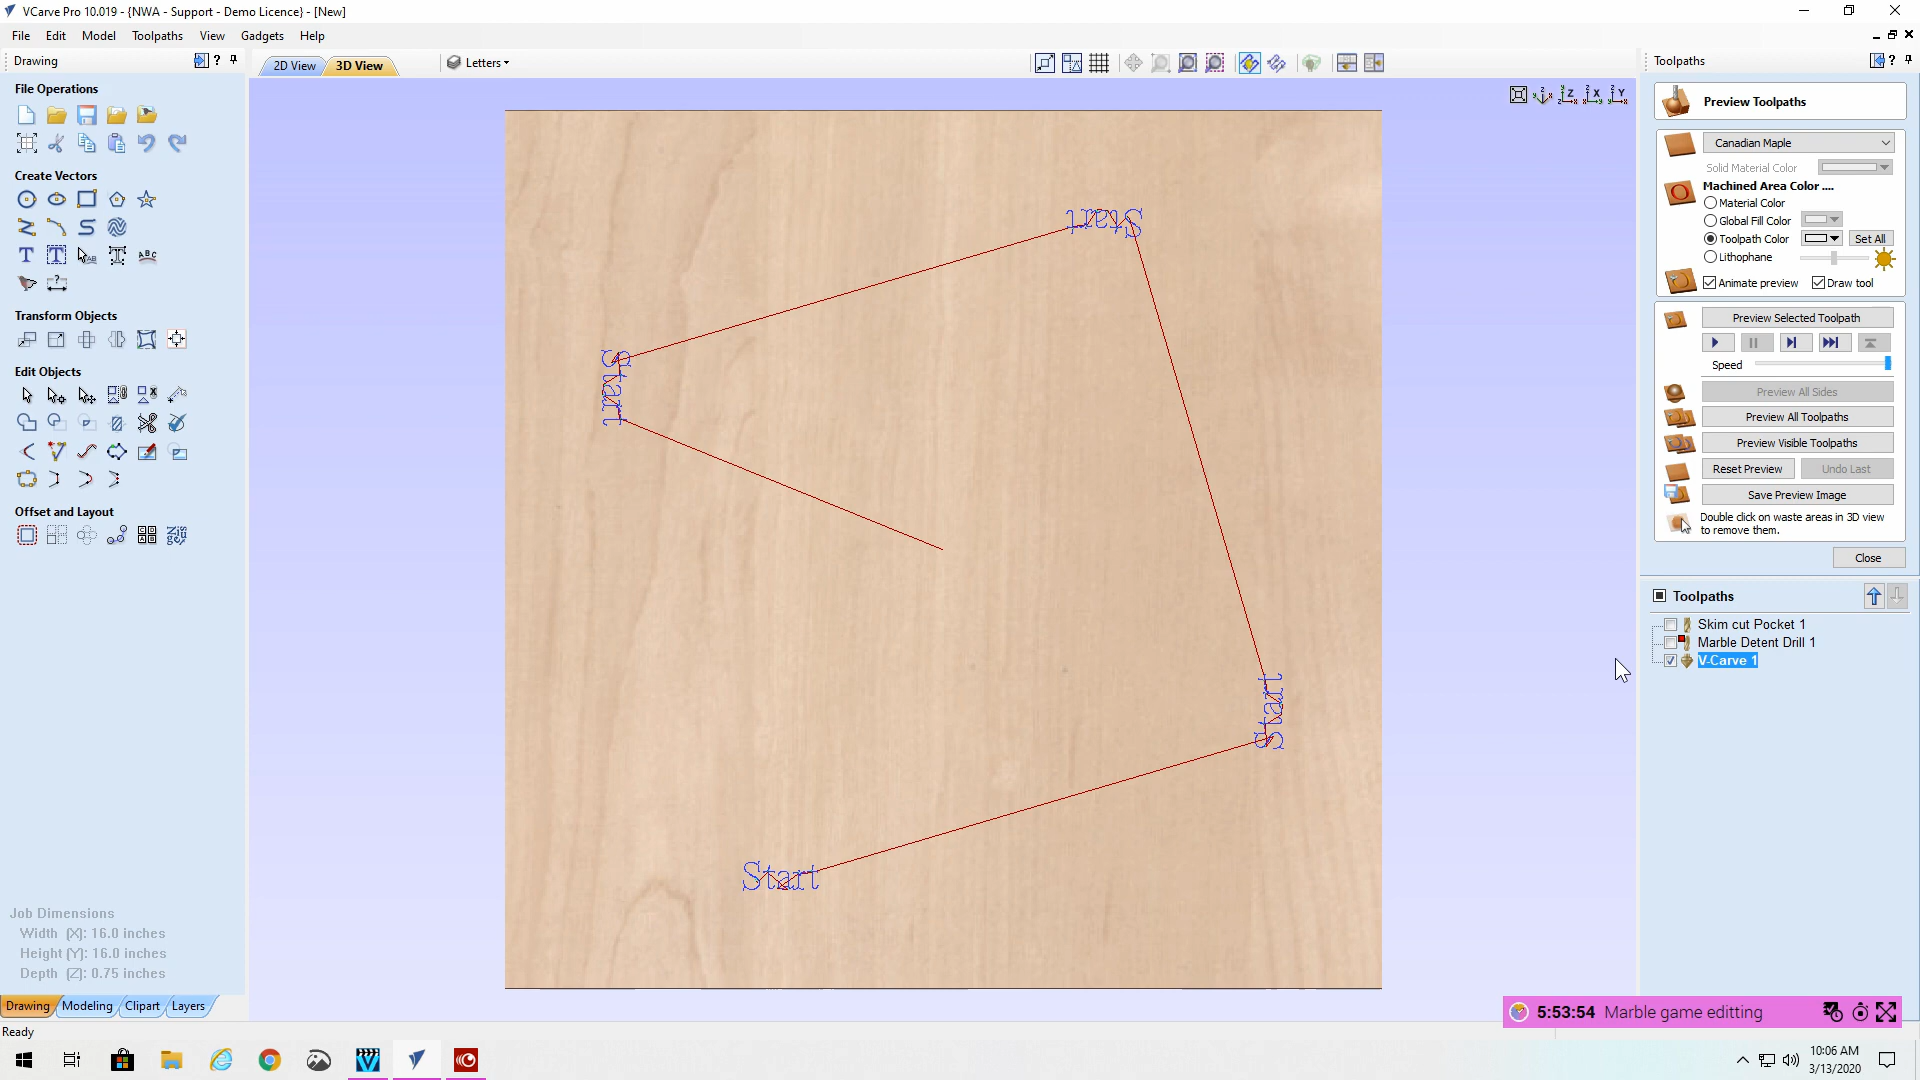 VCarve Pro 10.019 - {NWA - Support - Demo Licence} - [New]
File Edit Model Toolpaths View Gadgets Help
Drawing
2D View 3D View Letters
Toolpaths
File Operations
Create Vectors
Transform Objects
Edit Objects
Offset and Layout
Start
Start
Start
Start
Job Dimensions
Width (X): 16.0 inches
Height (Y): 16.0 inches
Depth (Z): 0.75 inches
Drawing Modeling Clipart Layers
Ready
Preview Toolpaths
Canadian Maple
Solid Material Color
Machined Area Color ....
Material Color
Global Fill Color
Toolpath Color Set All
Lithophane
Animate preview Draw tool
Preview Selected Toolpath
Speed
Preview All Sides
Preview All Toolpaths
Preview Visible Toolpaths
Reset Preview Undo Last
Save Preview Image
Double click on waste areas in 3D view
to remove them.
Close
Toolpaths
Skim cut Pocket 1
Marble Detent Drill 1
V-Carve 1
5:53:54 Marble game editting
10:06 AM
3/13/2020